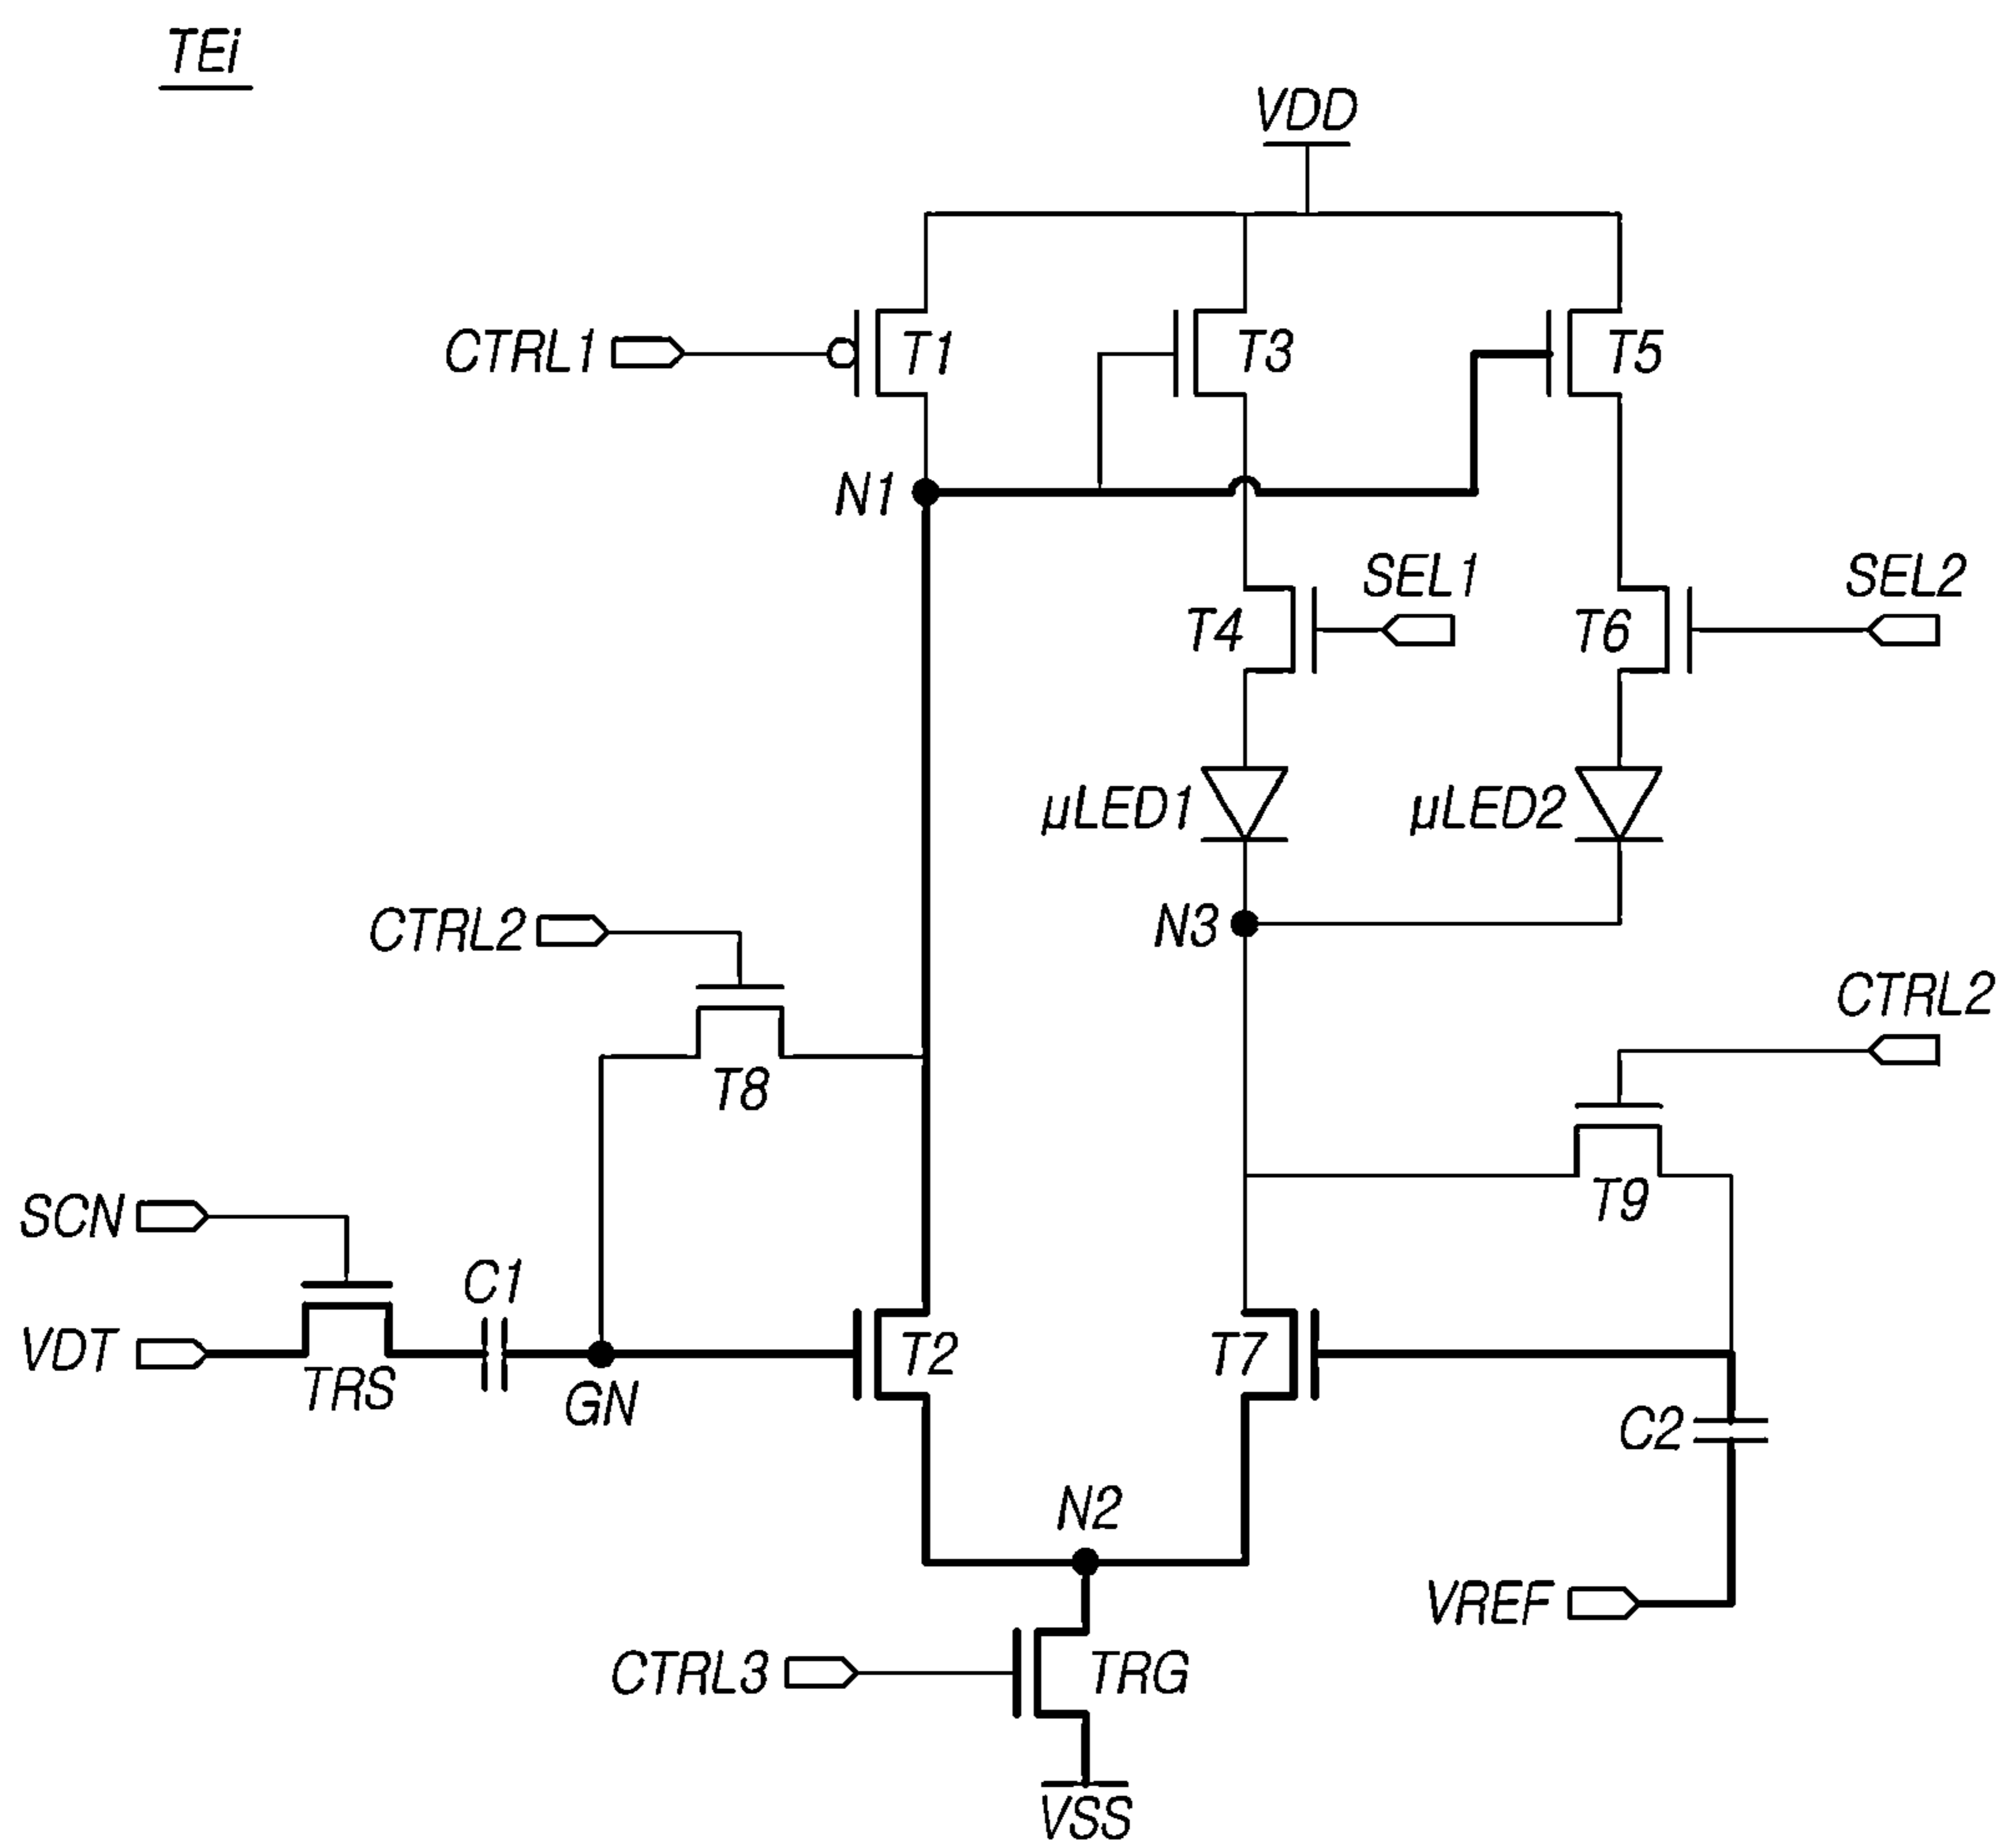 TEi
VDD
CTRL1
T1
T3
T5
N1
SEL1
SEL2
T4
T6
μLED1
μLED2
CTRL2
N3
CTRL2
T8
T9
SCN
C1
VDT
TRS
GN
T2
T7
C2
N2
VREF
CTRL3
TRG
VSS